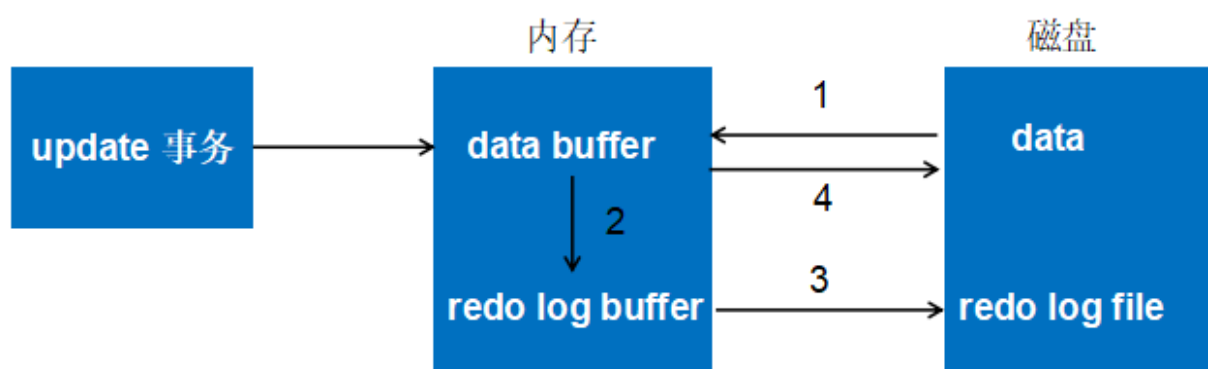 内存
磁盘
update 事务
data buffer
1
data
4
2
redo log buffer
3
redo log file